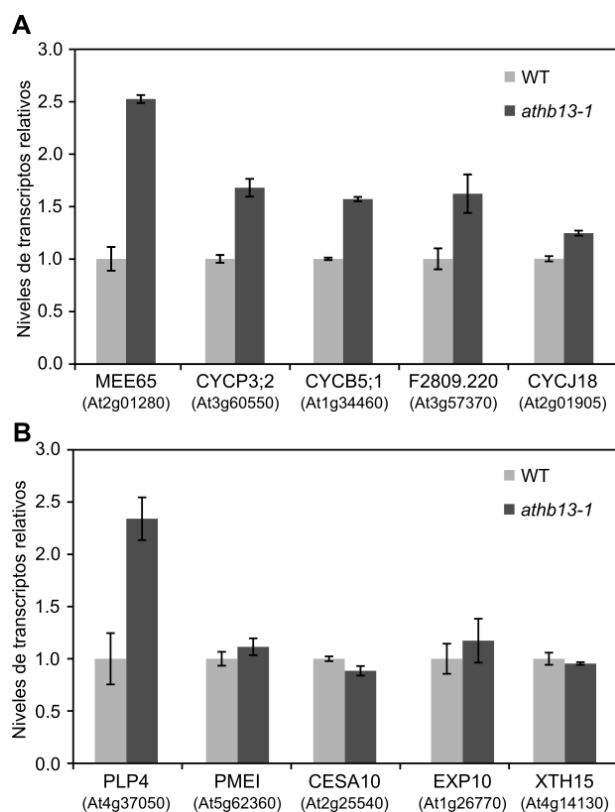 A
Niveles de transcriptos relativos
3.0
2.5
2.0
1.5
1.0
0.5
0.0
WT
athb13-1
MEE65 CYCP3;2 CYCB5;1 F2809.220 CYCJ18
(At2g01280) (At3g60550) (At1g34460) (At3g57370) (At2g01905)
B
Niveles de transcriptos relativos
3.0
2.5
2.0
1.5
1.0
0.5
0.0
WT
athb13-1
PLP4 PMEI CESA10 EXP10 XTH15
(At4g37050) (At5g62360) (At2g25540) (At1g26770) (At4g14130)